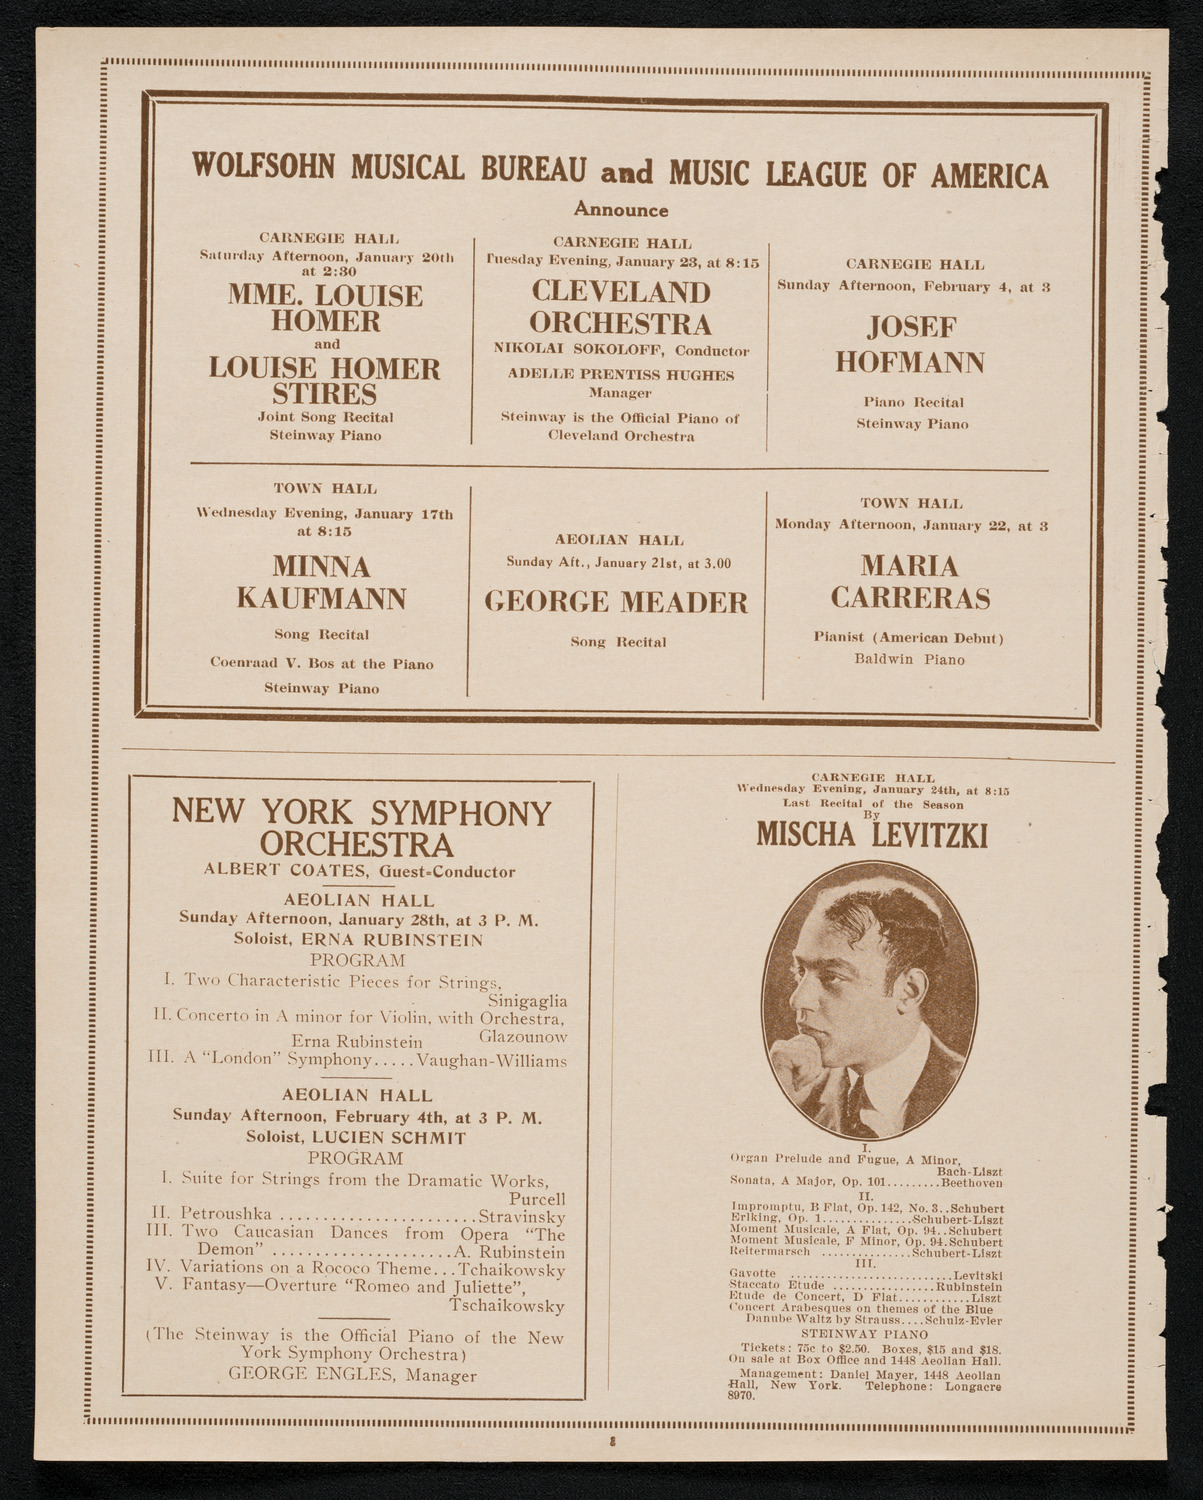 WOLFSOHN MUSICAL BUREAU and MUSIC LEAGUE OF AMERICA
Announce
CARNEGIE HALL
Saturday Afternoon, January 20th
at 2:30
MME. LOUISE
HOMER
and
LOUISE HOMER
STIRES
Joint Song Recital
Steinway Piano
CARNEGIE HALL
Tuesday Evening, January 23, at 8:15
CLEVELAND
ORCHESTRA
NIKOLAI SOKOLOFF, Conductor
ADELLE PRENTISS HUGHES
Manager
Steinway is the Official Piano of
Cleveland Orchestra
CARNEGIE HALL
Sunday Afternoon, February 4, at 3
JOSEF
HOFMANN
Piano Recital
Steinway Piano
TOWN HALL
Wednesday Evening, January 17th
at 8:15
MINNA
KAUFMANN
Song Recital
Coenraad V. Bos at the Piano
Steinway Piano
AEOLIAN HALL
Sunday Aft., January 21st, at 3.00
GEORGE MEADER
Song Recital
TOWN HALL
Monday Afternoon, January 22, at 3
MARIA
CARRERAS
Pianist (American Debut)
Baldwin Piano
NEW YORK SYMPHONY
ORCHESTRA
ALBERT COATES, Guest-Conductor
AEOLIAN HALL
Sunday Afternoon, January 28th, at 3 P. M.
Soloist, ERNA RUBINSTEIN
PROGRAM
I. Two Characteristic Pieces for Strings,
Sinigaglia
II. Concerto in A minor for Violin, with Orchestra,
Erna Rubinstein Glazounow
III. A "London" Symphony.....Vaughan-Williams
AEOLIAN HALL
Sunday Afternoon, February 4th, at 3 P. M.
Soloist, LUCIEN SCHMIT
PROGRAM
I. Suite for Strings from the Dramatic Works,
Purcell
II. Petroushka .......................Stravinsky
III. Two Caucasian Dances from Opera "The
Demon" .....................A. Rubinstein
IV. Variations on a Rococo Theme...Tchaikowsky
V. Fantasy—Overture "Romeo and Juliette",
Tschaikowsky
(The Steinway is the Official Piano of the New
York Symphony Orchestra)
GEORGE ENGLES, Manager
CARNEGIE HALL
Wednesday Evening, January 24th, at 8:15
Last Recital of the Season
By
MISCHA LEVITZKI
I.
Organ Prelude and Fugue, A Minor,
Bach-Liszt
Sonata, A Major, Op. 101.........Beethoven
II.
Impromptu, B Flat, Op. 142, No. 3..Schubert
Erlking, Op. 1...............Schubert-Liszt
Moment Musicale, A Flat, Op. 94..Schubert
Moment Musicale, F Minor, Op. 94.Schubert
Reitermarsch ...............Schubert-Liszt
III.
Gavotte ...........................Levitski
Staccato Etude .................Rubinstein
Etude de Concert, D Flat............Liszt
Concert Arabesques on themes of the Blue
Danube Waltz by Strauss....Schulz-Evler
STEINWAY PIANO
Tickets: 75c to $2.50. Boxes, $15 and $18.
On sale at Box Office and 1448 Aeolian Hall.
Management: Daniel Mayer, 1448 Aeolian
Hall, New York. Telephone: Longacre
8970.